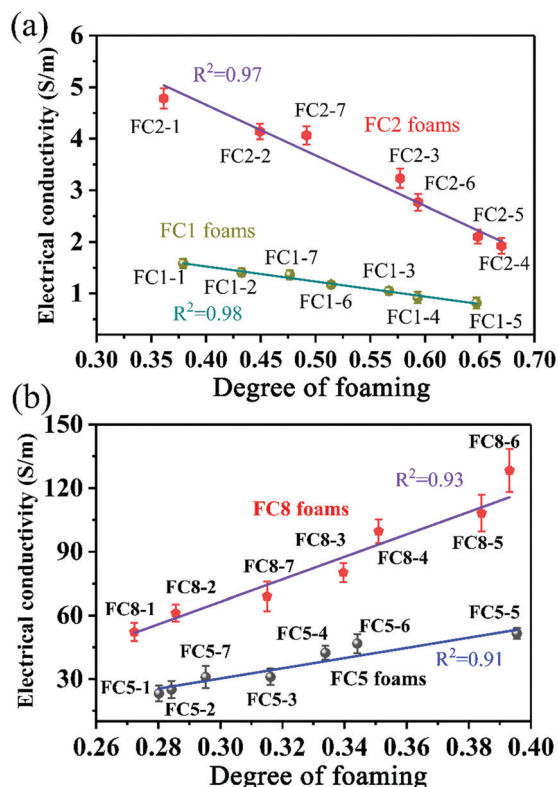 (a)
Electrical conductivity (S/m)
6
5
4
3
2
1
R²=0.97
FC2-1
FC2-2
FC2-7
FC2 foams
FC2-3
FC2-6
FC2-5
FC2-4
FC1 foams
FC1-1
FC1-2
FC1-7
FC1-6
FC1-3
FC1-4
FC1-5
R²=0.98
0.30 0.35 0.40 0.45 0.50 0.55 0.60 0.65 0.70
Degree of foaming
(b)
Electrical conductivity (S/m)
150
120
90
60
30
FC8-6
R²=0.93
FC8 foams
FC8-5
FC8-3
FC8-4
FC8-7
FC8-2
FC8-1
FC5-5
FC5-6
FC5-4
FC5-7
R²=0.91
FC5 foams
FC5-1
FC5-2
FC5-3
0.26 0.28 0.30 0.32 0.34 0.36 0.38 0.40
Degree of foaming